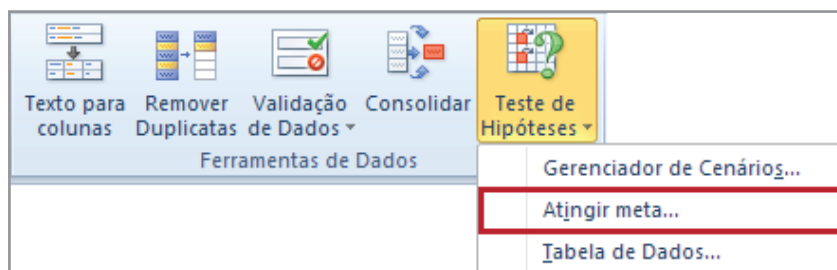 Texto para colunas
Remover Duplicatas
Validação de Dados
Consolidar
Teste de Hipóteses
Ferramentas de Dados
Gerenciador de Cenários...
Atingir meta...
Tabela de Dados...